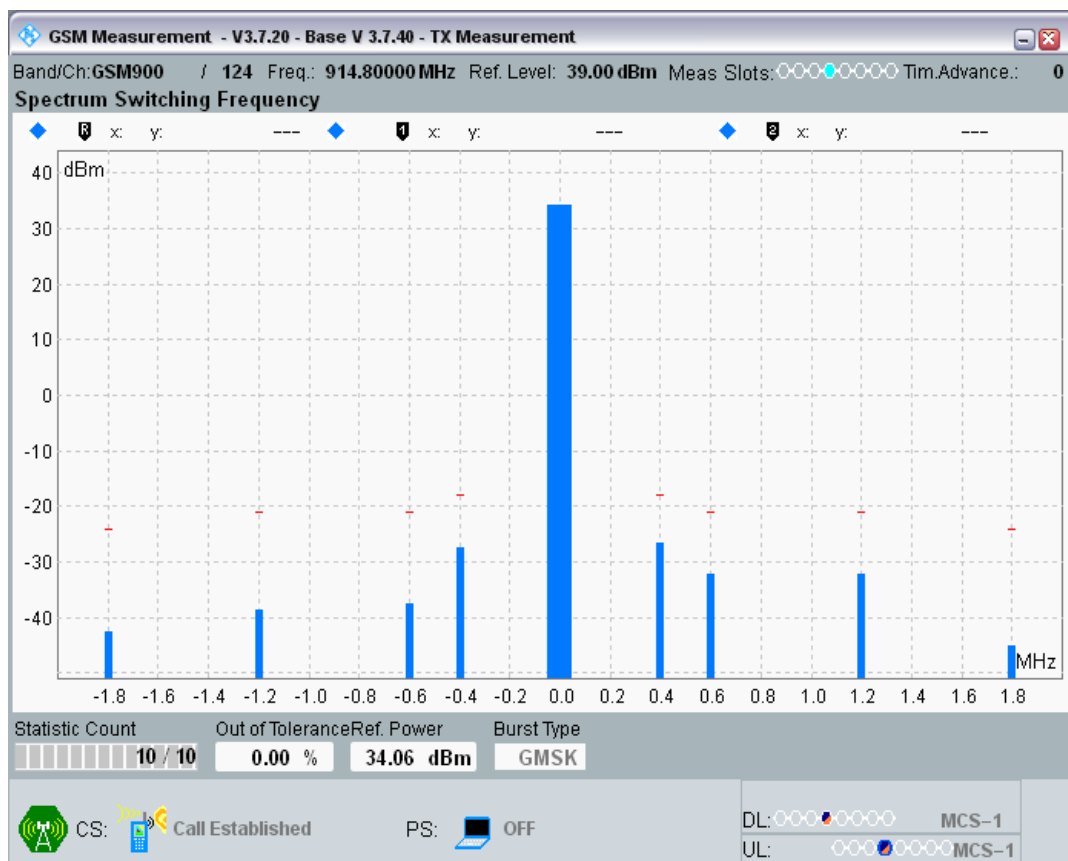 GSM Measurement - V3.7.20 - Base V 3.7.40 - TX Measurement
Band/Ch:GSM900 / 124 Freq.: 914.80000 MHz Ref. Level: 39.00 dBm Meas Slots: Tim.Advance.: 0
Spectrum Switching Frequency
R x: y: --- 1 x: y: --- 2 x: y: ---
dBm
40
30
20
10
0
-10
-20
-30
-40
MHz
-1.8 -1.6 -1.4 -1.2 -1.0 -0.8 -0.6 -0.4 -0.2 0.0 0.2 0.4 0.6 0.8 1.0 1.2 1.4 1.6 1.8
Statistic Count Out of Tolerance Ref. Power Burst Type
10 / 10 0.00 % 34.06 dBm GMSK
CS: Call Established PS: OFF DL: MCS-1
UL: MCS-1